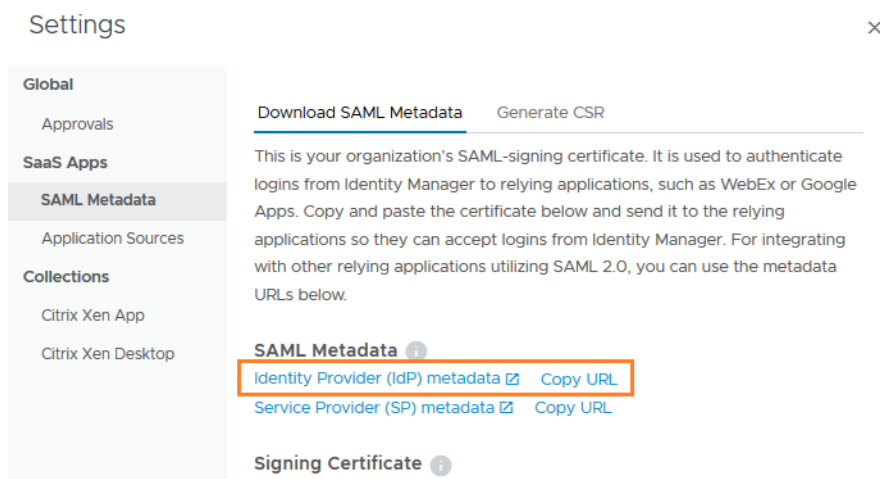 Settings
Global
Approvals
SaaS Apps
SAML Metadata
Application Sources
Collections
Citrix Xen App
Citrix Xen Desktop
Download SAML Metadata Generate CSR
This is your organization's SAML-signing certificate. It is used to authenticate
logins from Identity Manager to relying applications, such as WebEx or Google
Apps. Copy and paste the certificate below and send it to the relying
applications so they can accept logins from Identity Manager. For integrating
with other relying applications utilizing SAML 2.0, you can use the metadata
URLs below.
SAML Metadata
Identity Provider (IdP) metadata Copy URL
Service Provider (SP) metadata Copy URL
Signing Certificate